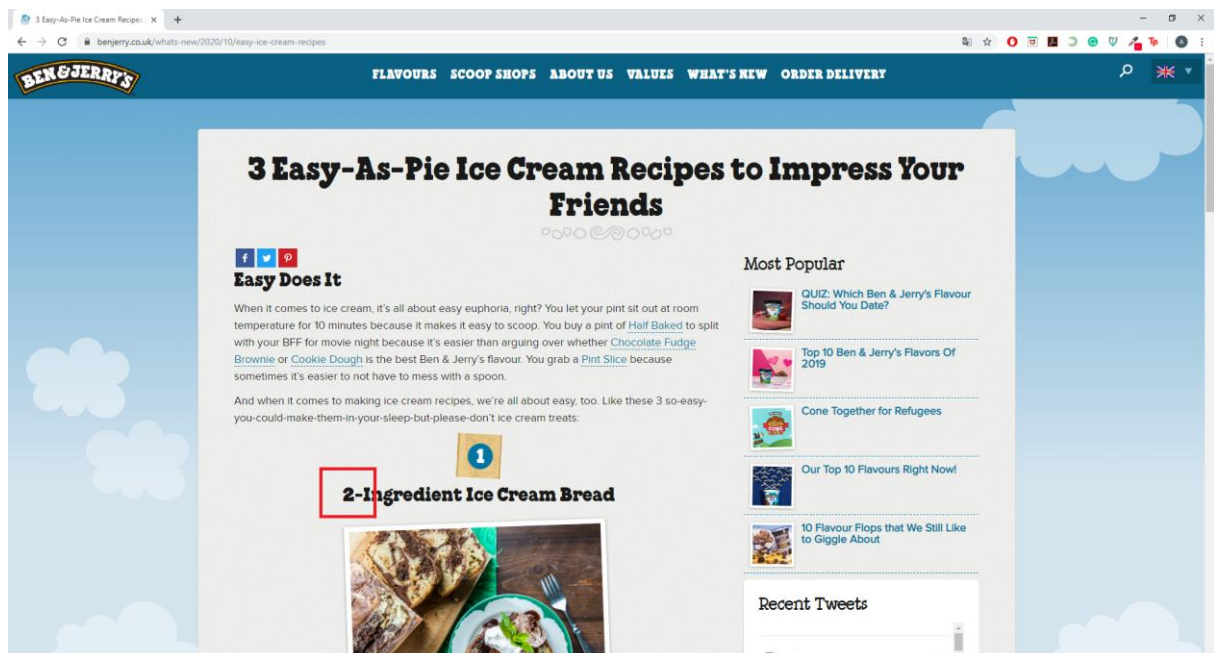 3 Easy-As-Pie Ice Cream Recipes
benjerry.co.uk/whats-new/2020/10/easy-ice-cream-recipes
BEN & JERRY'S
FLAVOURS SCOOP SHOPS ABOUT US VALUES WHAT'S NEW ORDER DELIVERY
3 Easy-As-Pie Ice Cream Recipes to Impress Your
Friends
Easy Does It
When it comes to ice cream, it's all about easy euphoria, right? You let your pint sit out at room
temperature for 10 minutes because it makes it easy to scoop. You buy a pint of Half Baked to split
with your BFF for movie night because it's easier than arguing over whether Chocolate Fudge
Brownie or Cookie Dough is the best Ben & Jerry's flavour. You grab a Pint Slice because
sometimes it's easier to not have to mess with a spoon.
And when it comes to making ice cream recipes, we're all about easy, too. Like these 3 so-easy-
you-could-make-them-in-your-sleep-but-please-don't ice cream treats:
1
2-Ingredient Ice Cream Bread
Most Popular
QUIZ: Which Ben & Jerry's Flavour
Should You Date?
Top 10 Ben & Jerry's Flavors Of
2019
Cone Together for Refugees
Our Top 10 Flavours Right Now!
10 Flavour Flops that We Still Like
to Giggle About
Recent Tweets